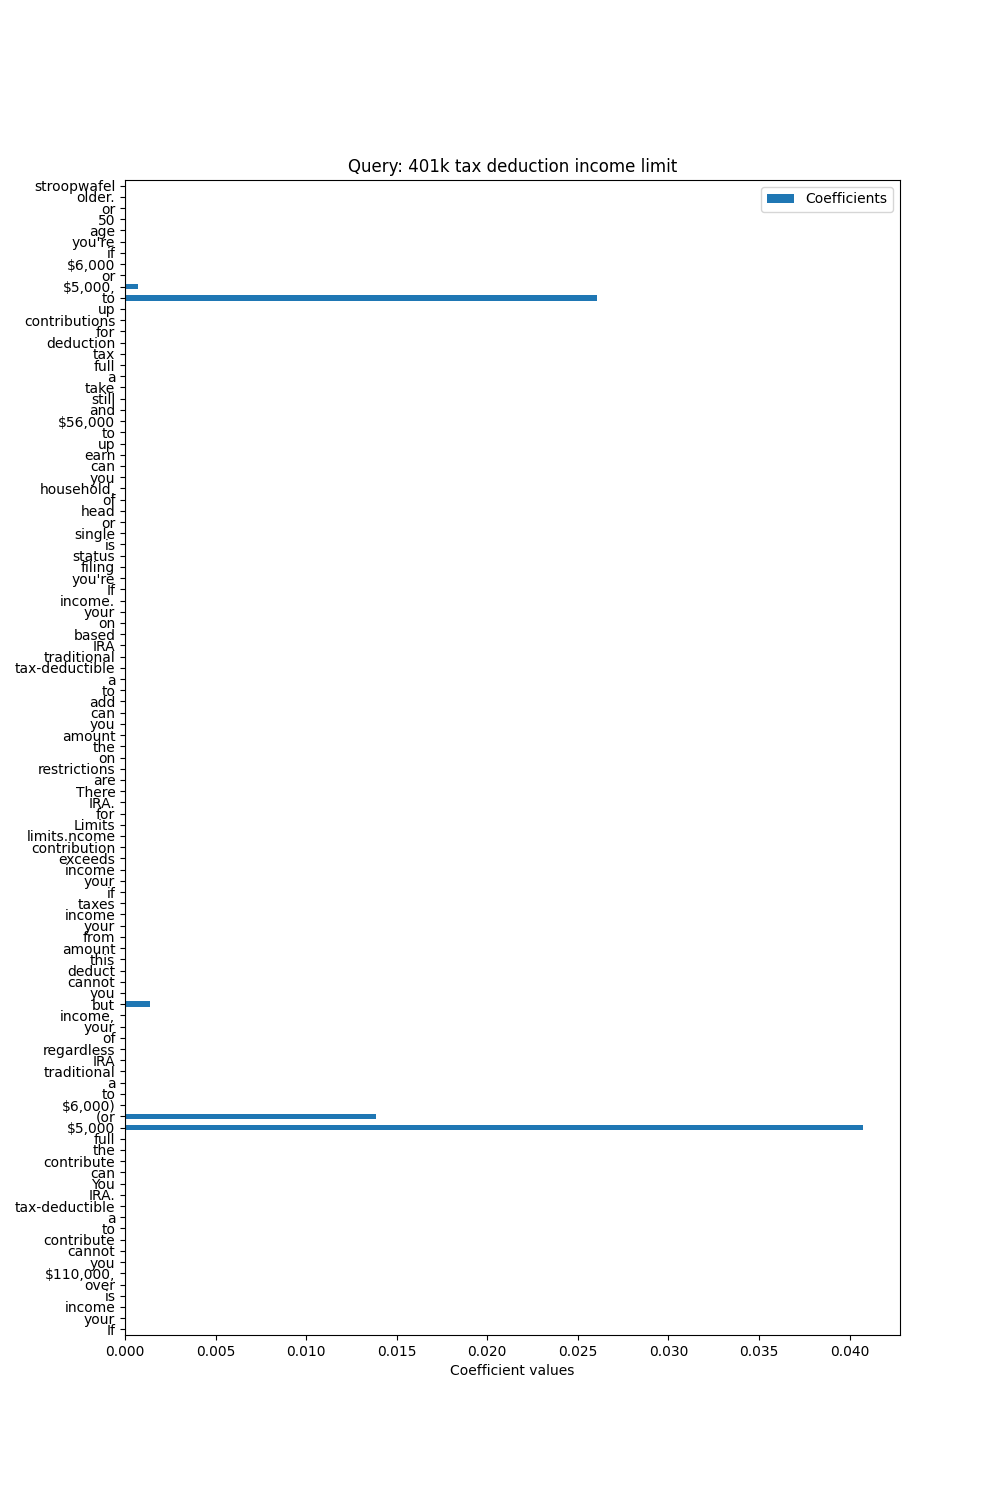 Query: 401k tax deduction income limit
Coefficients
stroopwafel
older.
or
50
age
you're
if
$6,000
or
$5,000,
to
up
contributions
for
deduction
tax
full
a
take
still
and
$56,000
to
up
earn
can
you
household,
of
head
or
single
is
status
filing
you're
If
income.
your
on
based
IRA
traditional
tax-deductible
a
to
add
can
you
amount
the
on
restrictions
are
There
IRA.
for
Limits
limits.ncome
contribution
exceeds
income
your
if
taxes
income
your
from
amount
this
deduct
cannot
you
but
income,
your
of
regardless
IRA
traditional
a
to
$6,000)
(or
$5,000
full
the
contribute
can
You
IRA.
tax-deductible
a
to
contribute
cannot
you
$110,000,
over
is
income
your
If
0.000 0.005 0.010 0.015 0.020 0.025 0.030 0.035 0.040
Coefficient values